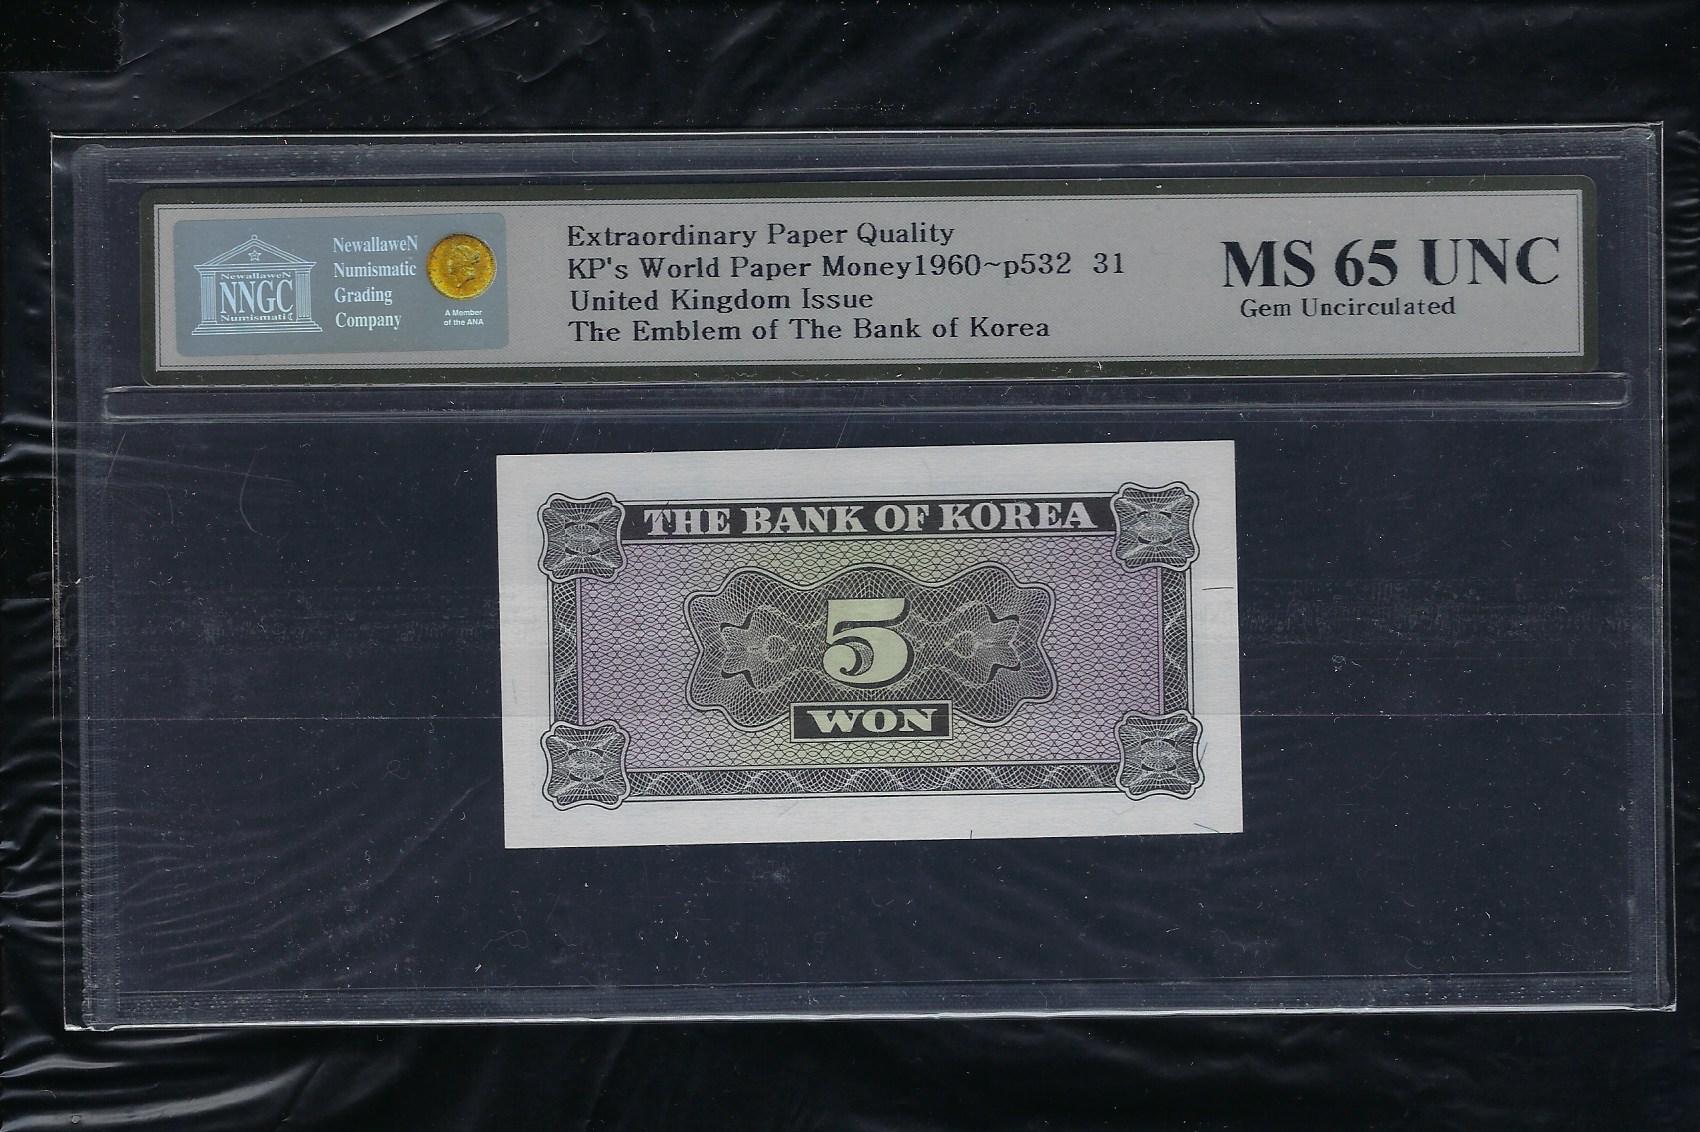 NewallaweN
Numismatic
Grading
Company
NewallaweN
NNGC
Numismatic
A Member
of the ANA
Extraordinary Paper Quality
KP's World Paper Money1960~p532 31
United Kingdom Issue
The Emblem of The Bank of Korea
MS 65 UNC
Gem Uncirculated
THE BANK OF KOREA
5
WON